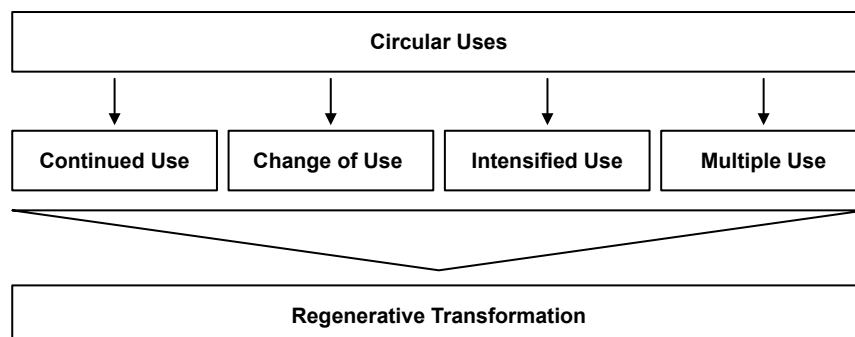 Circular Uses
Continued Use
Change of Use
Intensified Use
Multiple Use
Regenerative Transformation